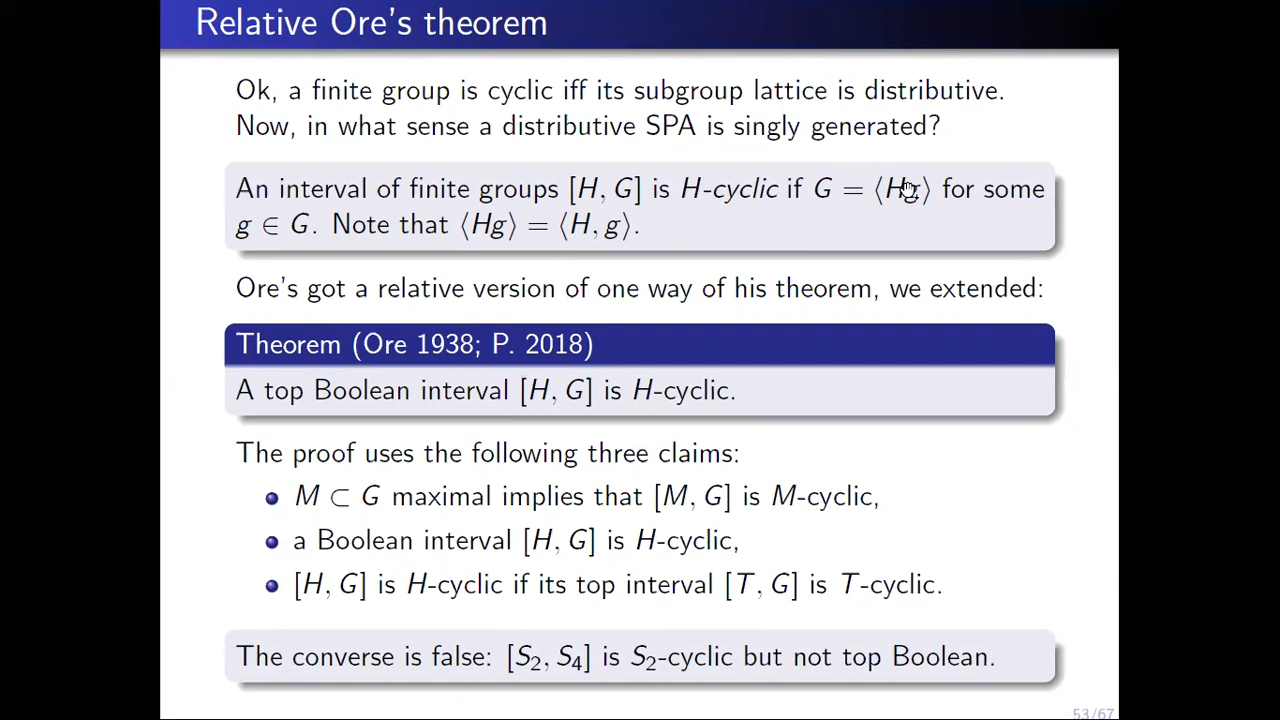 Relative Ore's theorem
Ok, a finite group is cyclic iff its subgroup lattice is distributive.
Now, in what sense a distributive SPA is singly generated?
An interval of finite groups [H, G] is H-cyclic if G = ⟨Hg⟩ for some
g ∈ G. Note that ⟨Hg⟩ = ⟨H, g⟩.
Ore's got a relative version of one way of his theorem, we extended:
Theorem (Ore 1938; P. 2018)
A top Boolean interval [H, G] is H-cyclic.
The proof uses the following three claims:
M ⊂ G maximal implies that [M, G] is M-cyclic,
a Boolean interval [H, G] is H-cyclic,
[H, G] is H-cyclic if its top interval [T, G] is T-cyclic.
The converse is false: [S₂, S₄] is S₂-cyclic but not top Boolean.
53/67